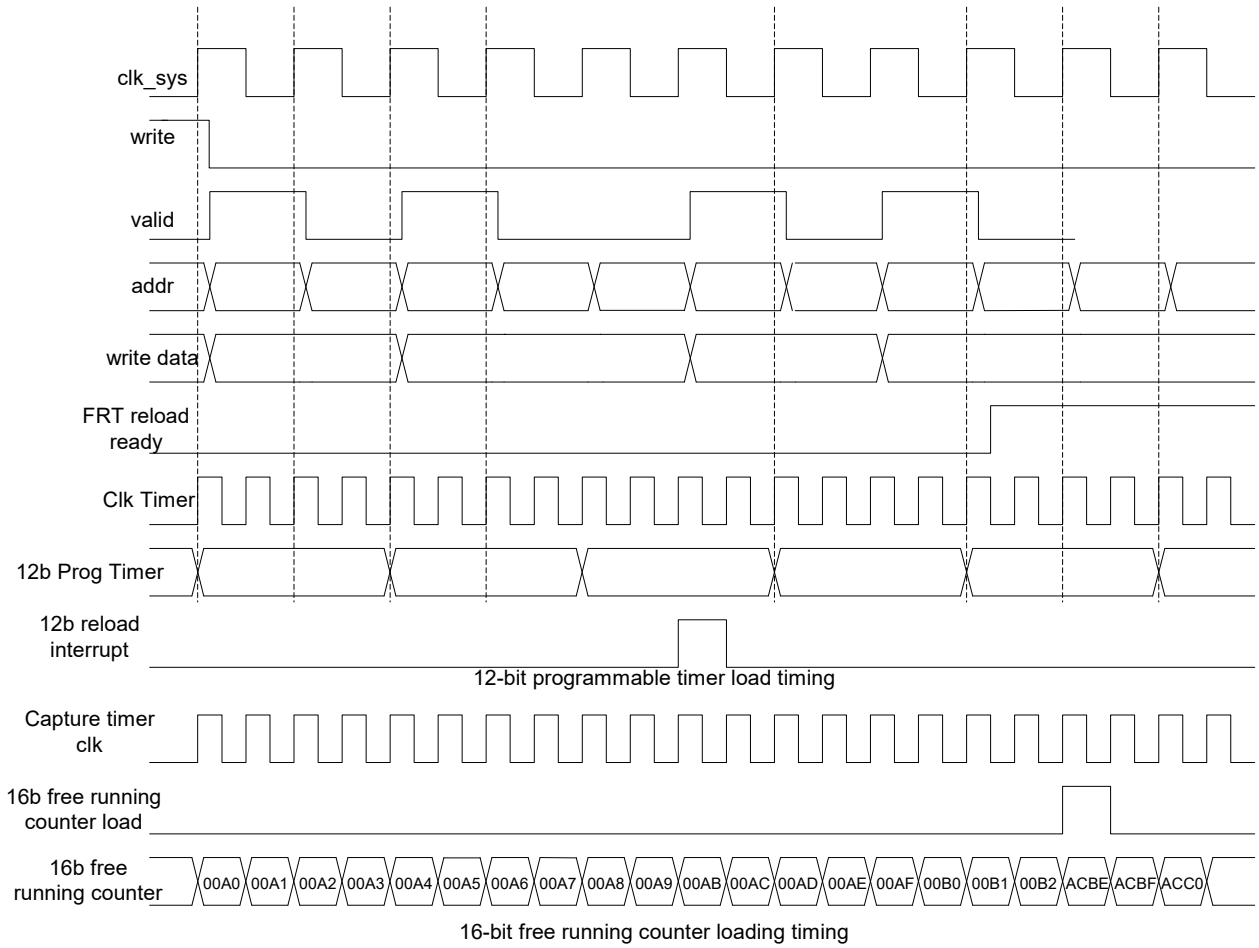 clk_sys
write
valid
addr
write data
FRT reload
ready
Clk Timer
12b Prog Timer
12b reload
interrupt
12-bit programmable timer load timing
Capture timer
clk
16b free running
counter load
16b free
running counter
00A0 00A1 00A2 00A3 00A4 00A5 00A6 00A7 00A8 00A9 00AB 00AC 00AD 00AE 00AF 00B0 00B1 00B2 ACBE ACBF ACC0
16-bit free running counter loading timing